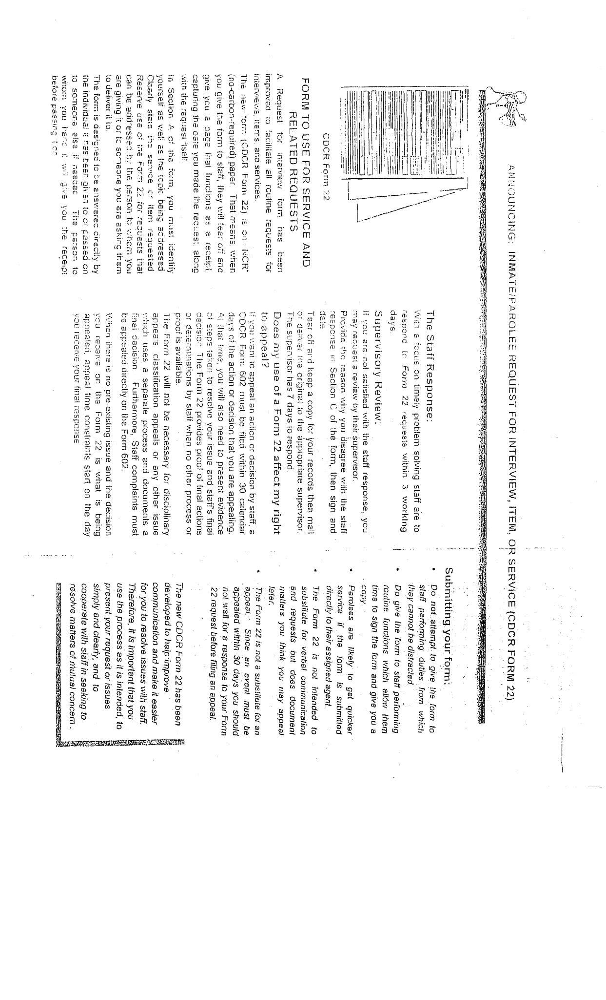 ANNOUNCING: INMATE/PAROLEE REQUEST FOR INTERVIEW, ITEM, OR SERVICE (CDCR FORM 22)
CDCR Form 22
FORM TO USE FOR SERVICE AND
RELATED REQUESTS
A Request for Interview form has been
improved to facilitate all routine requests for
interviews, items, and services.
The new form (CDCR Form 22) is on NCR"
(no-carbon-required) paper. That means, when
you give the form to staff, they will tear off and
give you a page that functions as a receipt,
capturing the date you made the request along
with the request itself.
In Section A of the form, you must identify
yourself as well as the topic being addressed
Clearly state the service or item requested
Reserve use of the Form 22 for requests that
can be addressed by the person to whom you
are giving it or to someone you are asking them
to deliver it to.
The form is designed to be answered directly by
the individual it has been given to or passed on
to someone else if needed. The person to
whom you hand it will give you the receipt
before passing it on
The Staff Response:
With a focus on timely problem solving staff are to
respond to Form 22 requests within 3 working
days.
Supervisory Review:
If you are not satisfied with the staff response, you
may request a review by their supervisor.
Provide the reason why you disagree with the staff
response in Section C of the form, then sign and
date
Tear off and keep a copy for your records then mail
or deliver the original to the appropriate supervisor.
The supervisor has 7 days to respond.
Does my use of a Form 22 affect my right
to appeal?
If you want to appeal an action or decision by staff, a
CDCR Form 602 must be filed within 30 calendar
days of the action or decision that you are appealing.
At that time, you will also need to present evidence
of steps taken to resolve your issue and staff's final
decision. The Form 22 provides proof of final actions
or determinations by staff when no other process or
proof is available.
The Form 22 will not be necessary for disciplinary
appeals, classification appeals or any other issue
which uses a separate process and documents a
final decision. Furthermore, Staff complaints must
be appealed directly on the Form 602.
When there is no pre-existing issue and the decision
you receive on the Form 22 is what is being
appealed, appeal time constraints start on the day
you receive your final response
Submitting your form:
• Do not attempt to give the form to
staff performing duties from which
they cannot be distracted.
• Do give the form to staff performing
routine functions which allow them
time to sign the form and give you a
copy.
• Parolees are likely to get quicker
service if the form is submitted
directly to their assigned agent.
• The Form 22 is not intended to
substitute for verbal communication
and requests but does document
matters you think you may appeal
later.
• The Form 22 is not a substitute for an
appeal. Since an event must be
appealed within 30 days you should
not wait for a response to your Form
22 request before filing an appeal.
The new CDCR Form 22 has been
developed to help improve
communication and make it easier
for you to resolve issues with staff.
Therefore, it is important that you
use the process as it is intended, to
present your request or issues
simply and clearly, and to
cooperate with staff in seeking to
resolve matters of mutual concern.